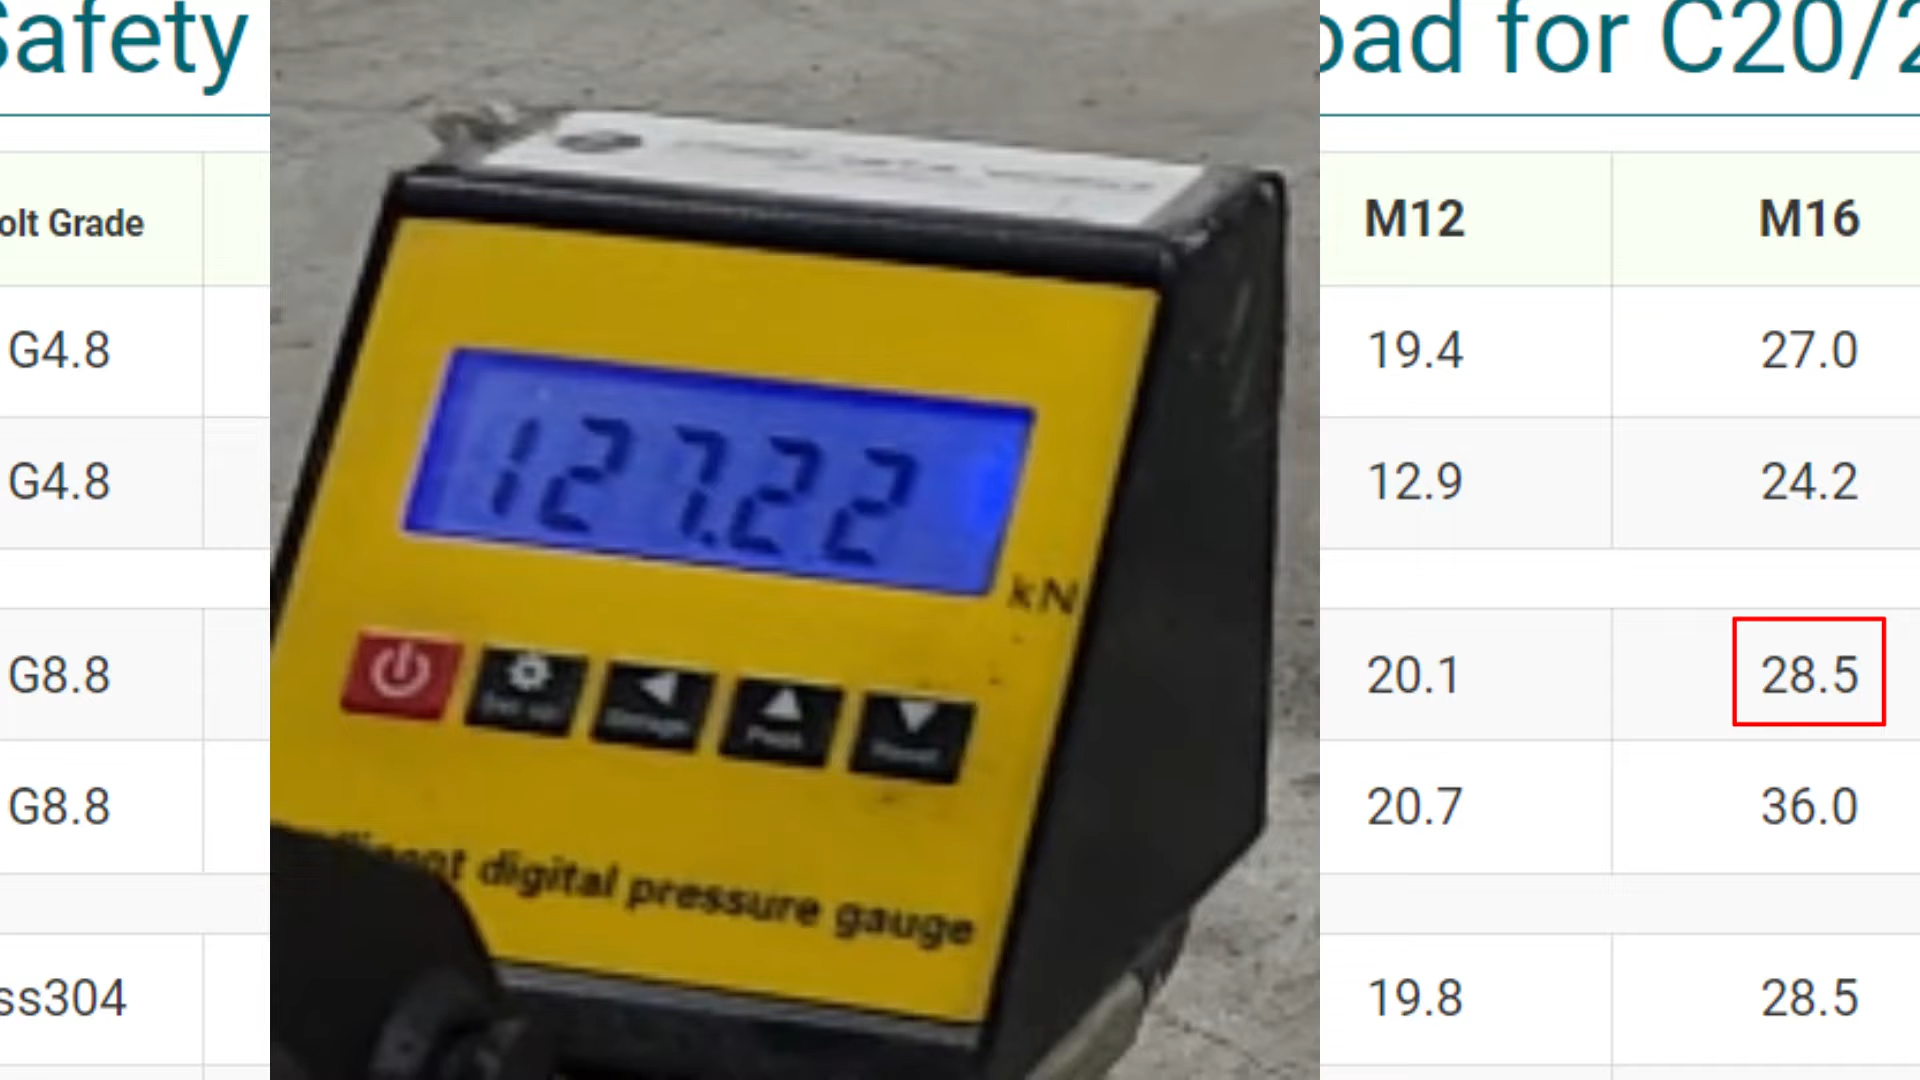 Safety
oad for C20/2
olt Grade
M12 M16
G4.8
19.4 27.0
G4.8
12.9 24.2
G8.8
20.1 28.5
G8.8
20.7 36.0
ss304
19.8 28.5
127.22
kN
digital pressure gauge